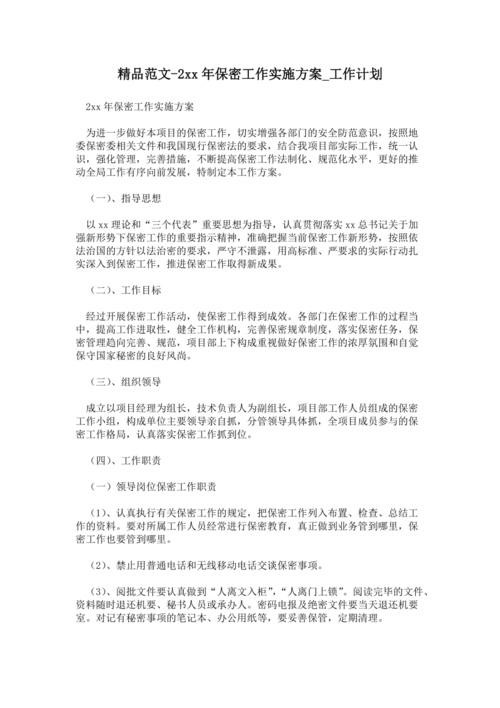 精品范文-2xx年保密工作实施方案_工作计划
2xx年保密工作实施方案
为进一步做好本项目的保密工作，切实增强各部门的安全防范意识，按照地
委保密委相关文件和我国现行保密法的要求，结合我项目部实际工作，统一认
识，强化管理，完善措施，不断提高保密工作法制化、规范化水平，更好的推
动全局工作有序向前发展，特制定本工作方案。
（一）、指导思想
以xx理论和“三个代表”重要思想为指导，认真贯彻落实xx总书记关于加
强新形势下保密工作的重要指示精神，准确把握当前保密工作新形势，按照依
法治国的方针以法治密的要求，严守不泄露，用高标准、严要求的实际行动扎
实深入到保密工作，推进保密工作取得新成果。
（二）、工作目标
经过开展保密工作活动，使保密工作得到成效。各部门在保密工作的过程当
中，提高工作进取性，健全工作机构，完善保密规章制度，落实保密任务，保
密管理趋向完善、规范，项目部上下构成重视做好保密工作的浓厚氛围和自觉
保守国家秘密的良好风尚。
（三）、组织领导
成立以项目经理为组长，技术负责人为副组长，项目部工作人员组成的保密
工作小组，构成单位主要领导亲自抓，分管领导具体抓，全项目成员参与的保
密工作格局，认真落实保密工作抓到位。
（四）、工作职责
（一）领导岗位保密工作职责
（1）、认真执行有关保密工作的规定，把保密工作列入布置、检查、总结工
作的资料。要对所属工作人员经常进行保密教育，真正做到业务管到哪里，保
密工作也要管到哪里。
（2）、禁止用普通电话和无线移动电话交谈保密事项。
（3）、阅批文件要认真做到“人离文入柜”，“人离门上锁”。阅读完毕的文件、
资料随时退还机要、秘书人员或承办人。密码电报及绝密文件要当天退还机要
室。对记有秘密事项的笔记本、办公用纸等，要妥善保管，定期清理。